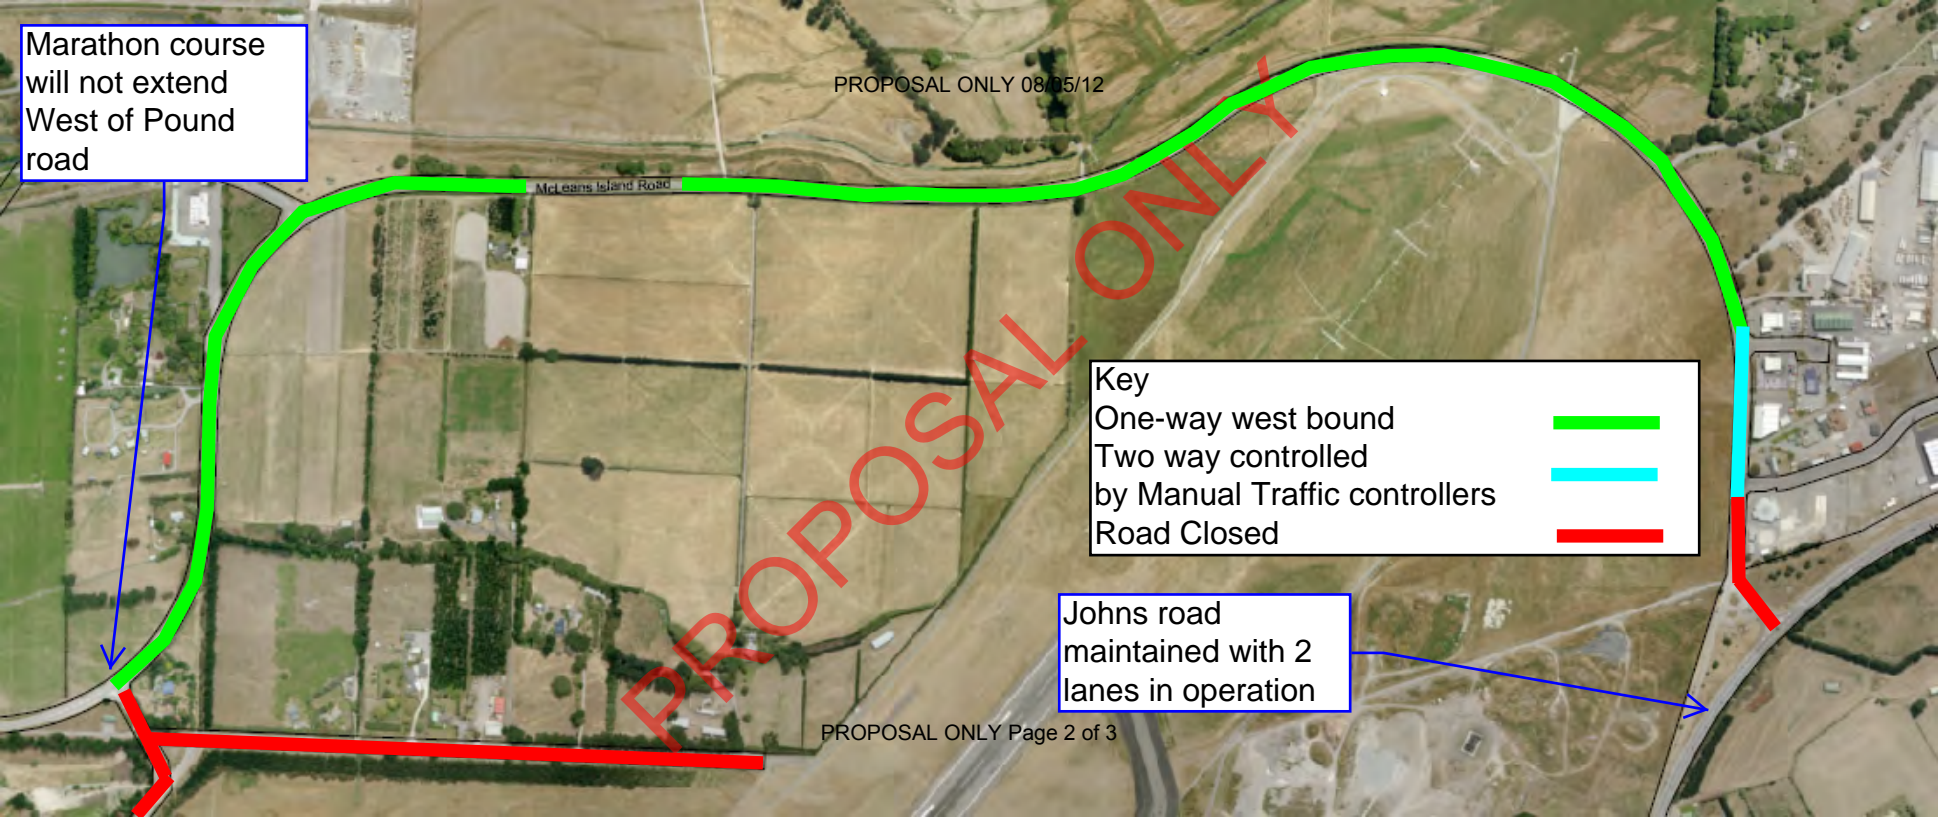 Marathon course
will not extend
West of Pound
road
PROPOSAL ONLY 08/05/12
McLeans Island Road
PROPOSAL ONLY
Key
One-way west bound
Two way controlled
by Manual Traffic controllers
Road Closed
Johns road
maintained with 2
lanes in operation
PROPOSAL ONLY Page 2 of 3